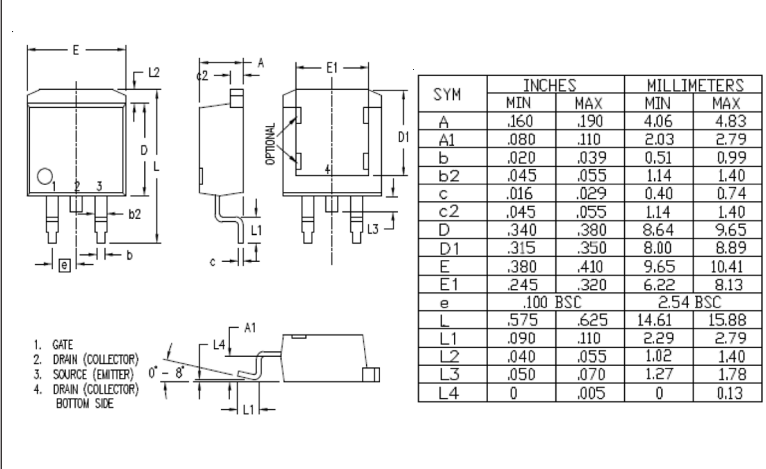 E
L2
D
L
1 2 3
b2
e
b
A
c2
L1
c
E1
OPTIONAL
4
D1
L3
A1
L4
0° - 8°
L1
1. GATE
2. DRAIN (COLLECTOR)
3. SOURCE (EMITTER)
4. DRAIN (COLLECTOR)
BOTTOM SIDE
SYM INCHES MILLIMETERS
MIN MAX MIN MAX
A .160 .190 4.06 4.83
A1 .080 .110 2.03 2.79
b .020 .039 0.51 0.99
b2 .045 .055 1.14 1.40
c .016 .029 0.40 0.74
c2 .045 .055 1.14 1.40
D .340 .380 8.64 9.65
D1 .315 .350 8.00 8.89
E .380 .410 9.65 10.41
E1 .245 .320 6.22 8.13
e .100 BSC 2.54 BSC
L .575 .625 14.61 15.88
L1 .090 .110 2.29 2.79
L2 .040 .055 1.02 1.40
L3 .050 .070 1.27 1.78
L4 0 .005 0 0.13